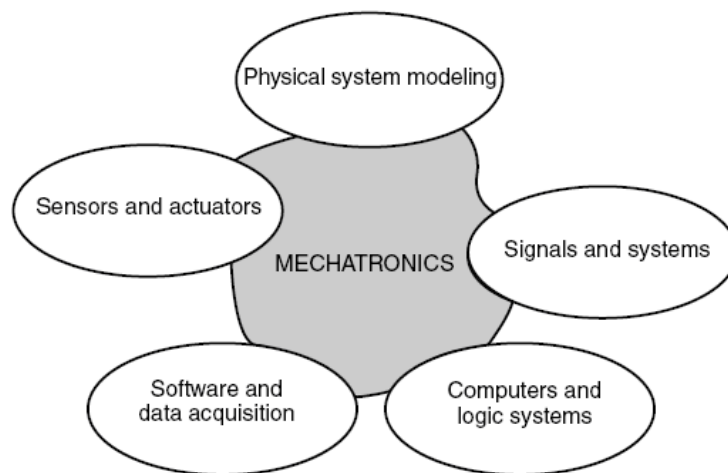 Physical system modeling
Sensors and actuators
MECHATRONICS
Signals and systems
Software and
data acquisition
Computers and
logic systems